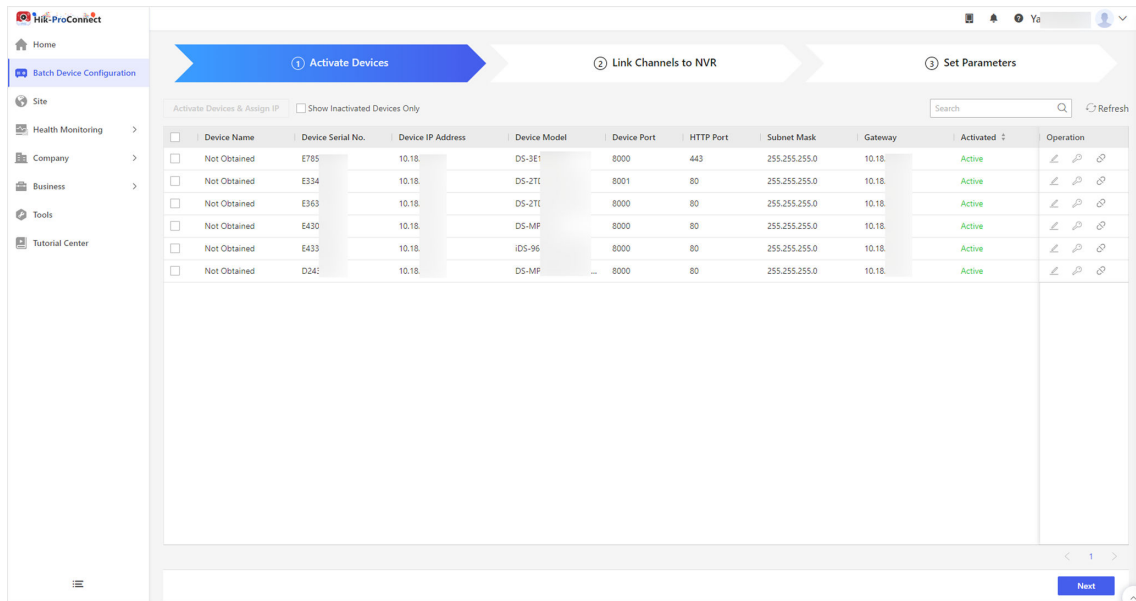 Hik-ProConnect
Ya
Home
Batch Device Configuration
Site
Health Monitoring
Company
Business
Tools
Tutorial Center
1 Activate Devices
2 Link Channels to NVR
3 Set Parameters
Activate Devices & Assign IP
Show Inactivated Devices Only
Search
Refresh
Device Name Device Serial No. Device IP Address Device Model Device Port HTTP Port Subnet Mask Gateway Activated Operation
Not Obtained E785 10.18. DS-3E1 8000 443 255.255.255.0 10.18. Active
Not Obtained E334 10.18. DS-2TD 8001 80 255.255.255.0 10.18. Active
Not Obtained E363 10.18. DS-2TD 8000 80 255.255.255.0 10.18. Active
Not Obtained E430 10.18. DS-MP 8000 80 255.255.255.0 10.18. Active
Not Obtained E433 10.18. iDS-96 8000 80 255.255.255.0 10.18. Active
Not Obtained D243 10.18. DS-MP ... 8000 80 255.255.255.0 10.18. Active
1
Next